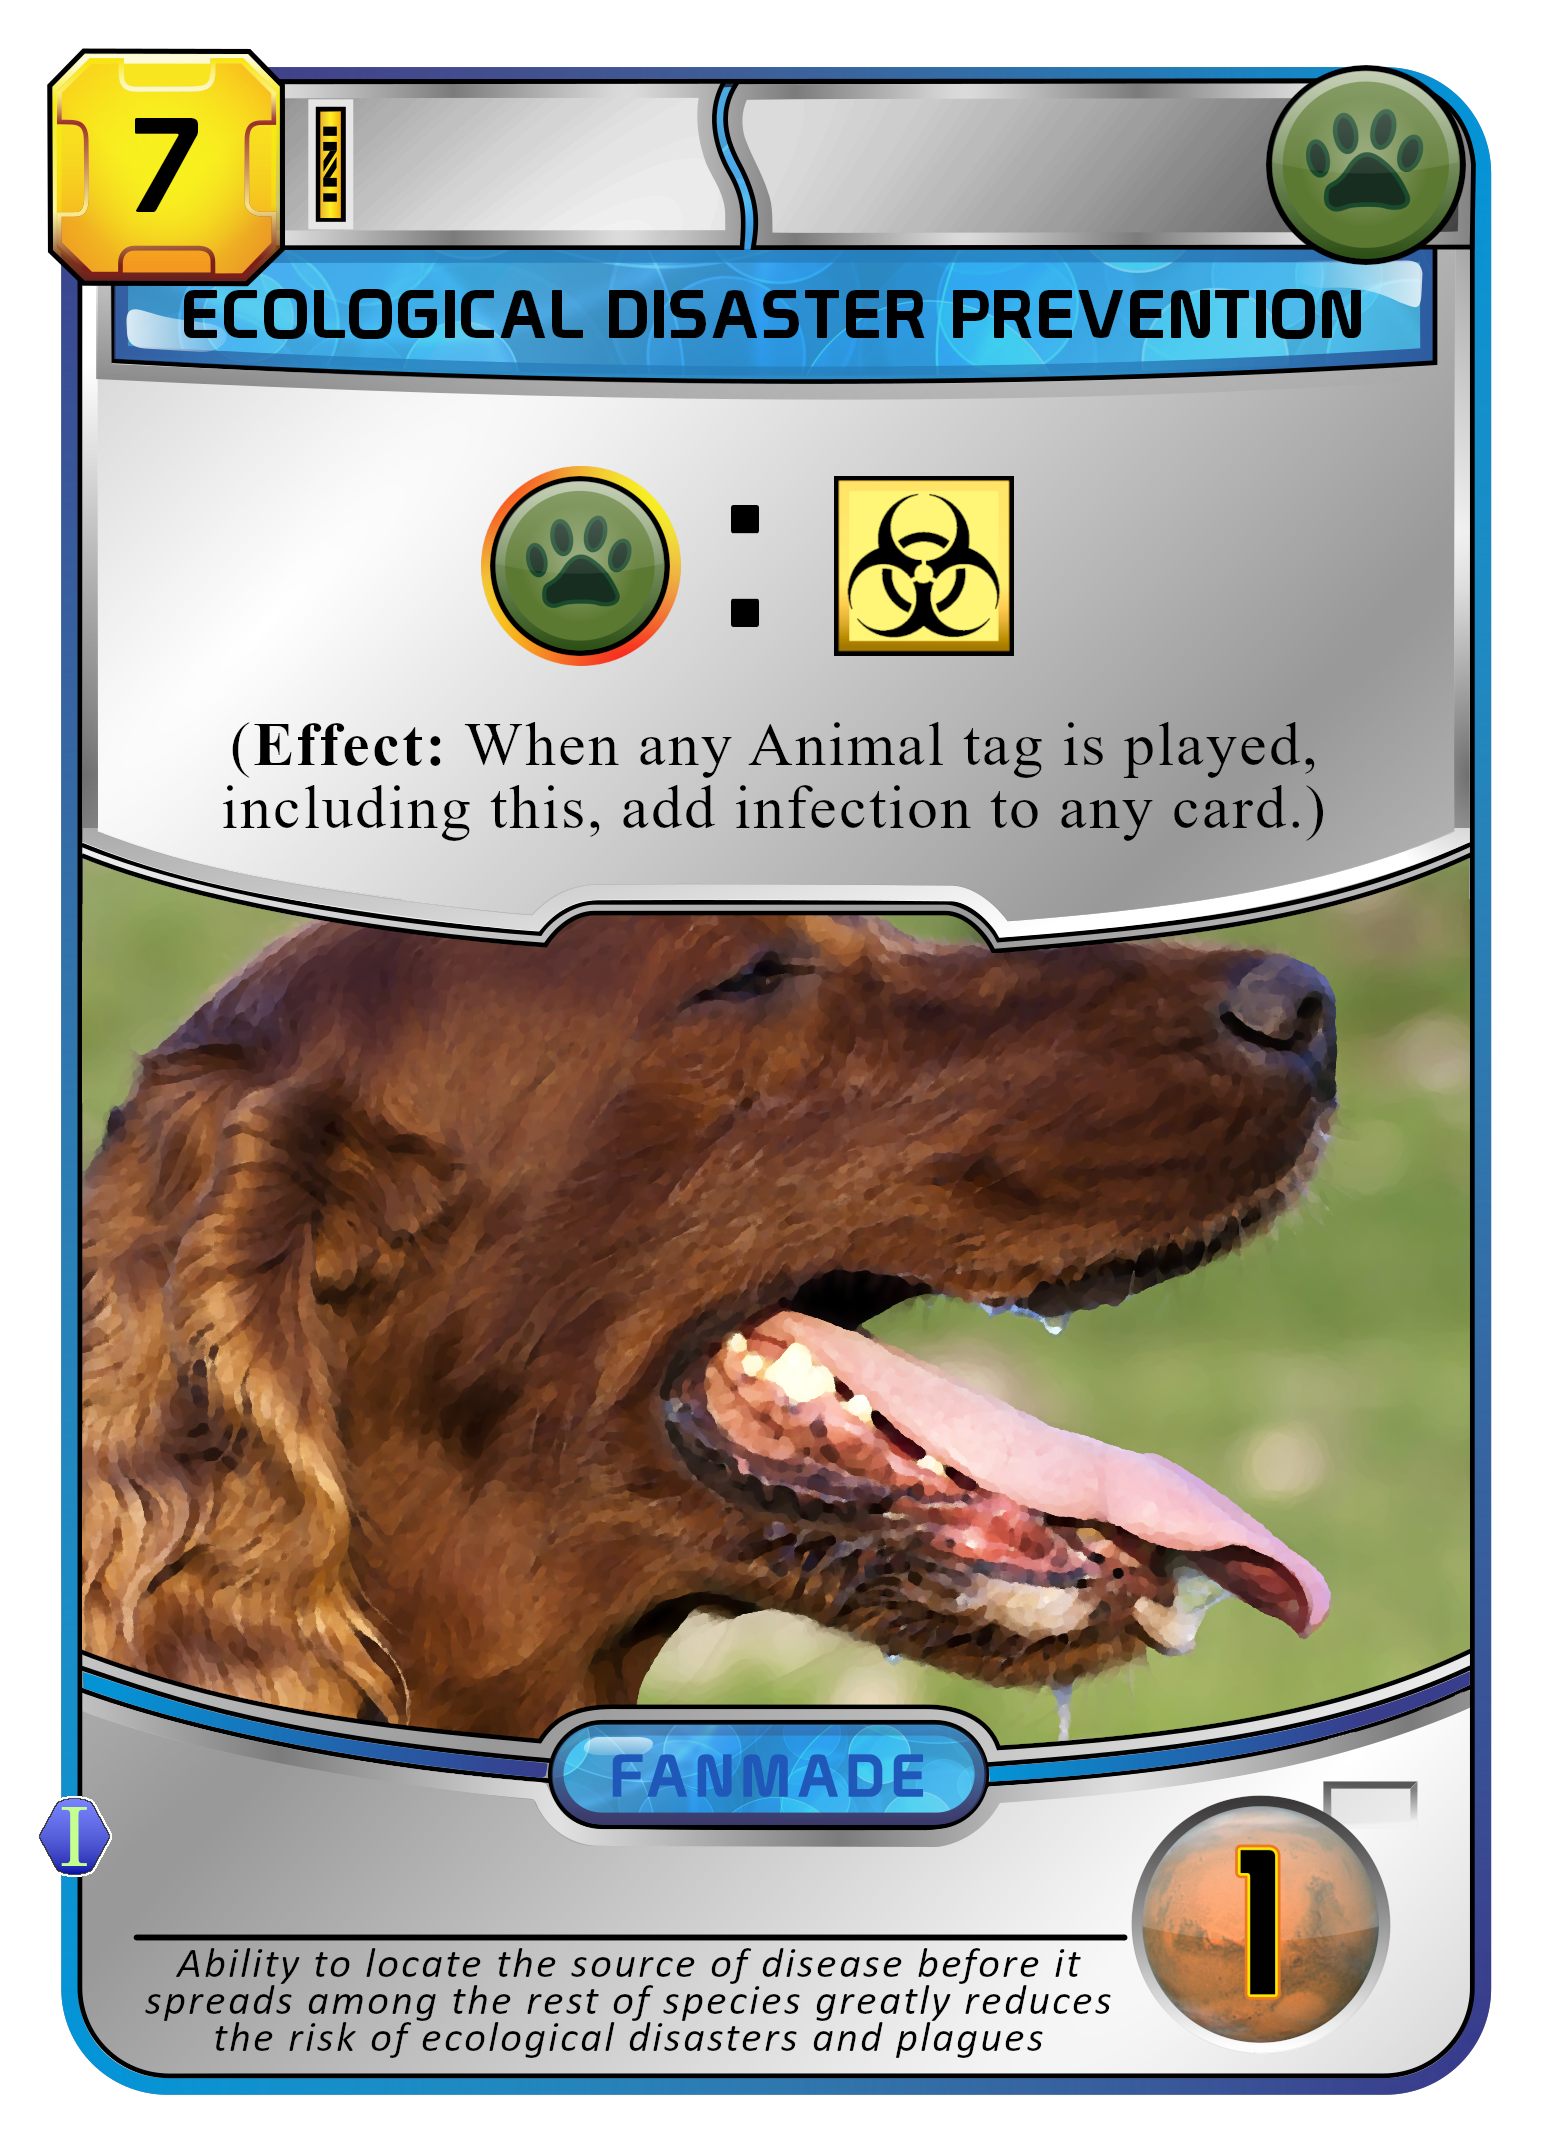 7
INI
ECOLOGICAL DISASTER PREVENTION
(Effect: When any Animal tag is played,
including this, add infection to any card.)
FANMADE
I
1
Ability to locate the source of disease before it
spreads among the rest of species greatly reduces
the risk of ecological disasters and plagues